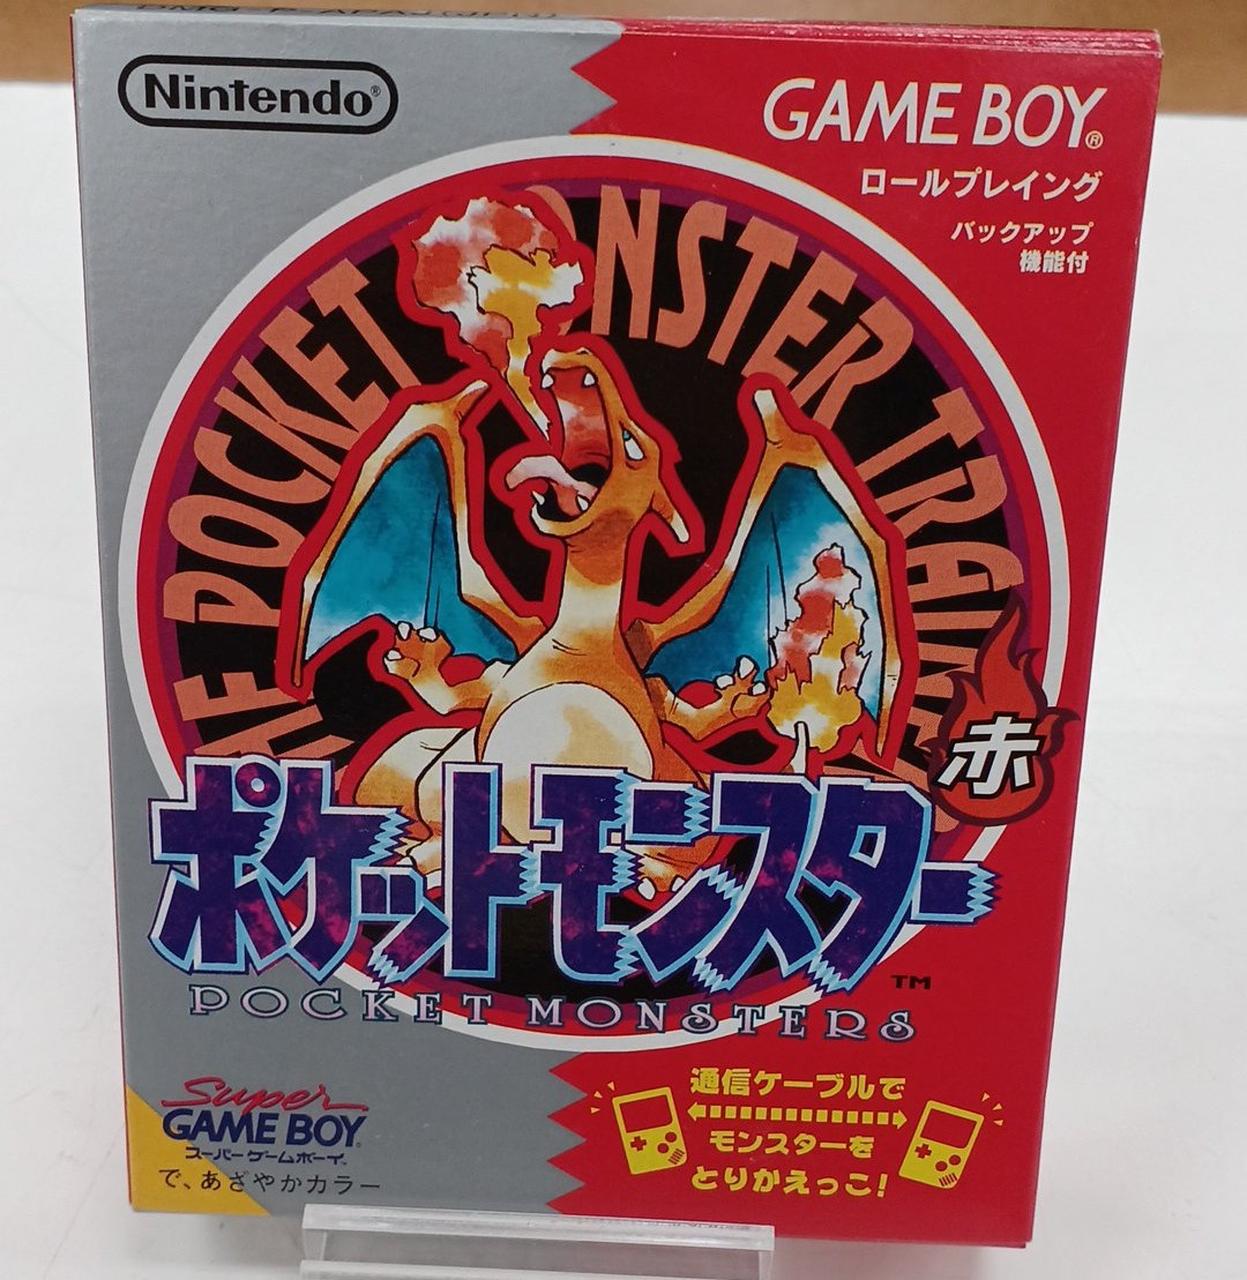 Nintendo®
GAME BOY®
ロールプレイング
バックアップ
機能付
POCKET MONSTER TRAINER
赤
ポケットモンスター
TM
POCKET MONSTERS
Super
GAME BOY
スーパーゲームボーイ
で、あざやかカラー
通信ケーブルで
モンスターを
とりかえっこ!